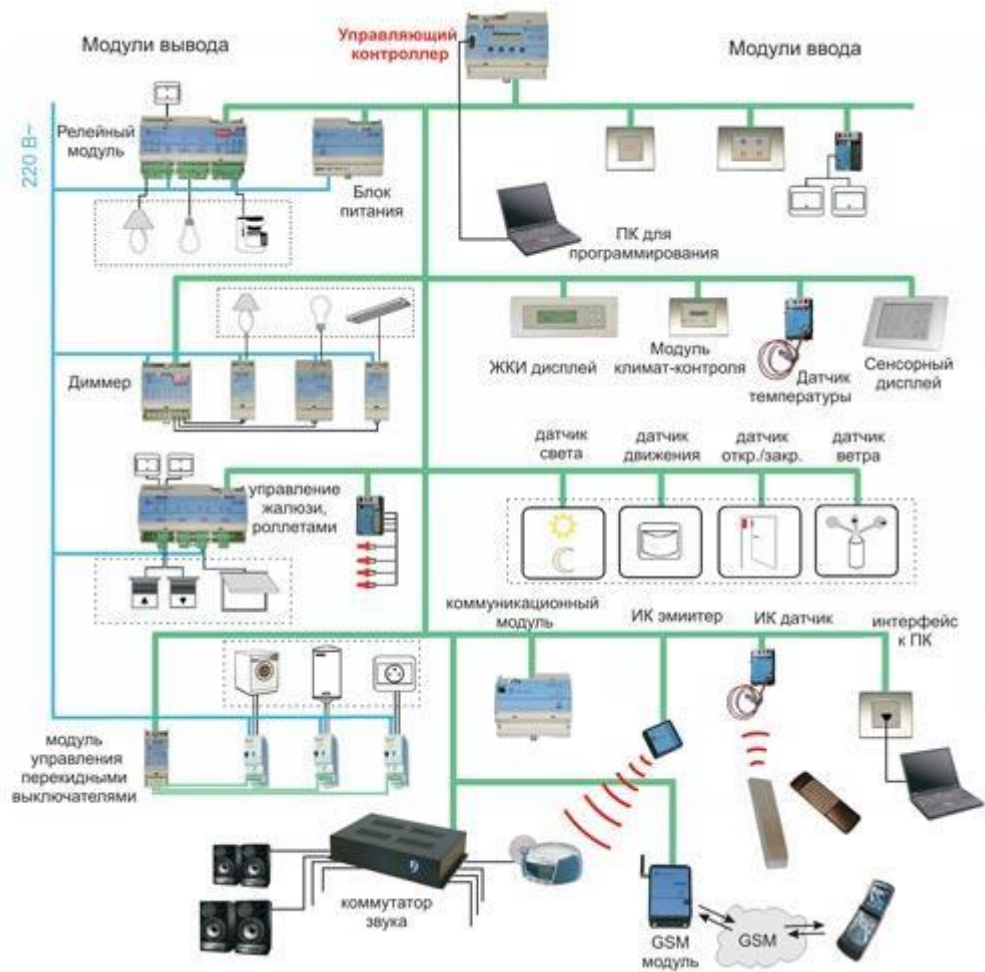 Модули вывода
Управляющий
контроллер
Модули ввода
220 В~
Релейный
модуль
Блок
питания
ПК для
программирования
Диммер
ЖКИ дисплей
Модуль
климат-контроля
Датчик
температуры
Сенсорный
дисплей
датчик
света
датчик
движения
датчик
откр./закр.
датчик
ветра
управление
жалюзи,
роллетами
коммуникационный
модуль
ИК эмиитер
ИК датчик
интерфейс
к ПК
модуль
управления
перекидными
выключателями
коммутатор
звука
GSM
модуль
GSM